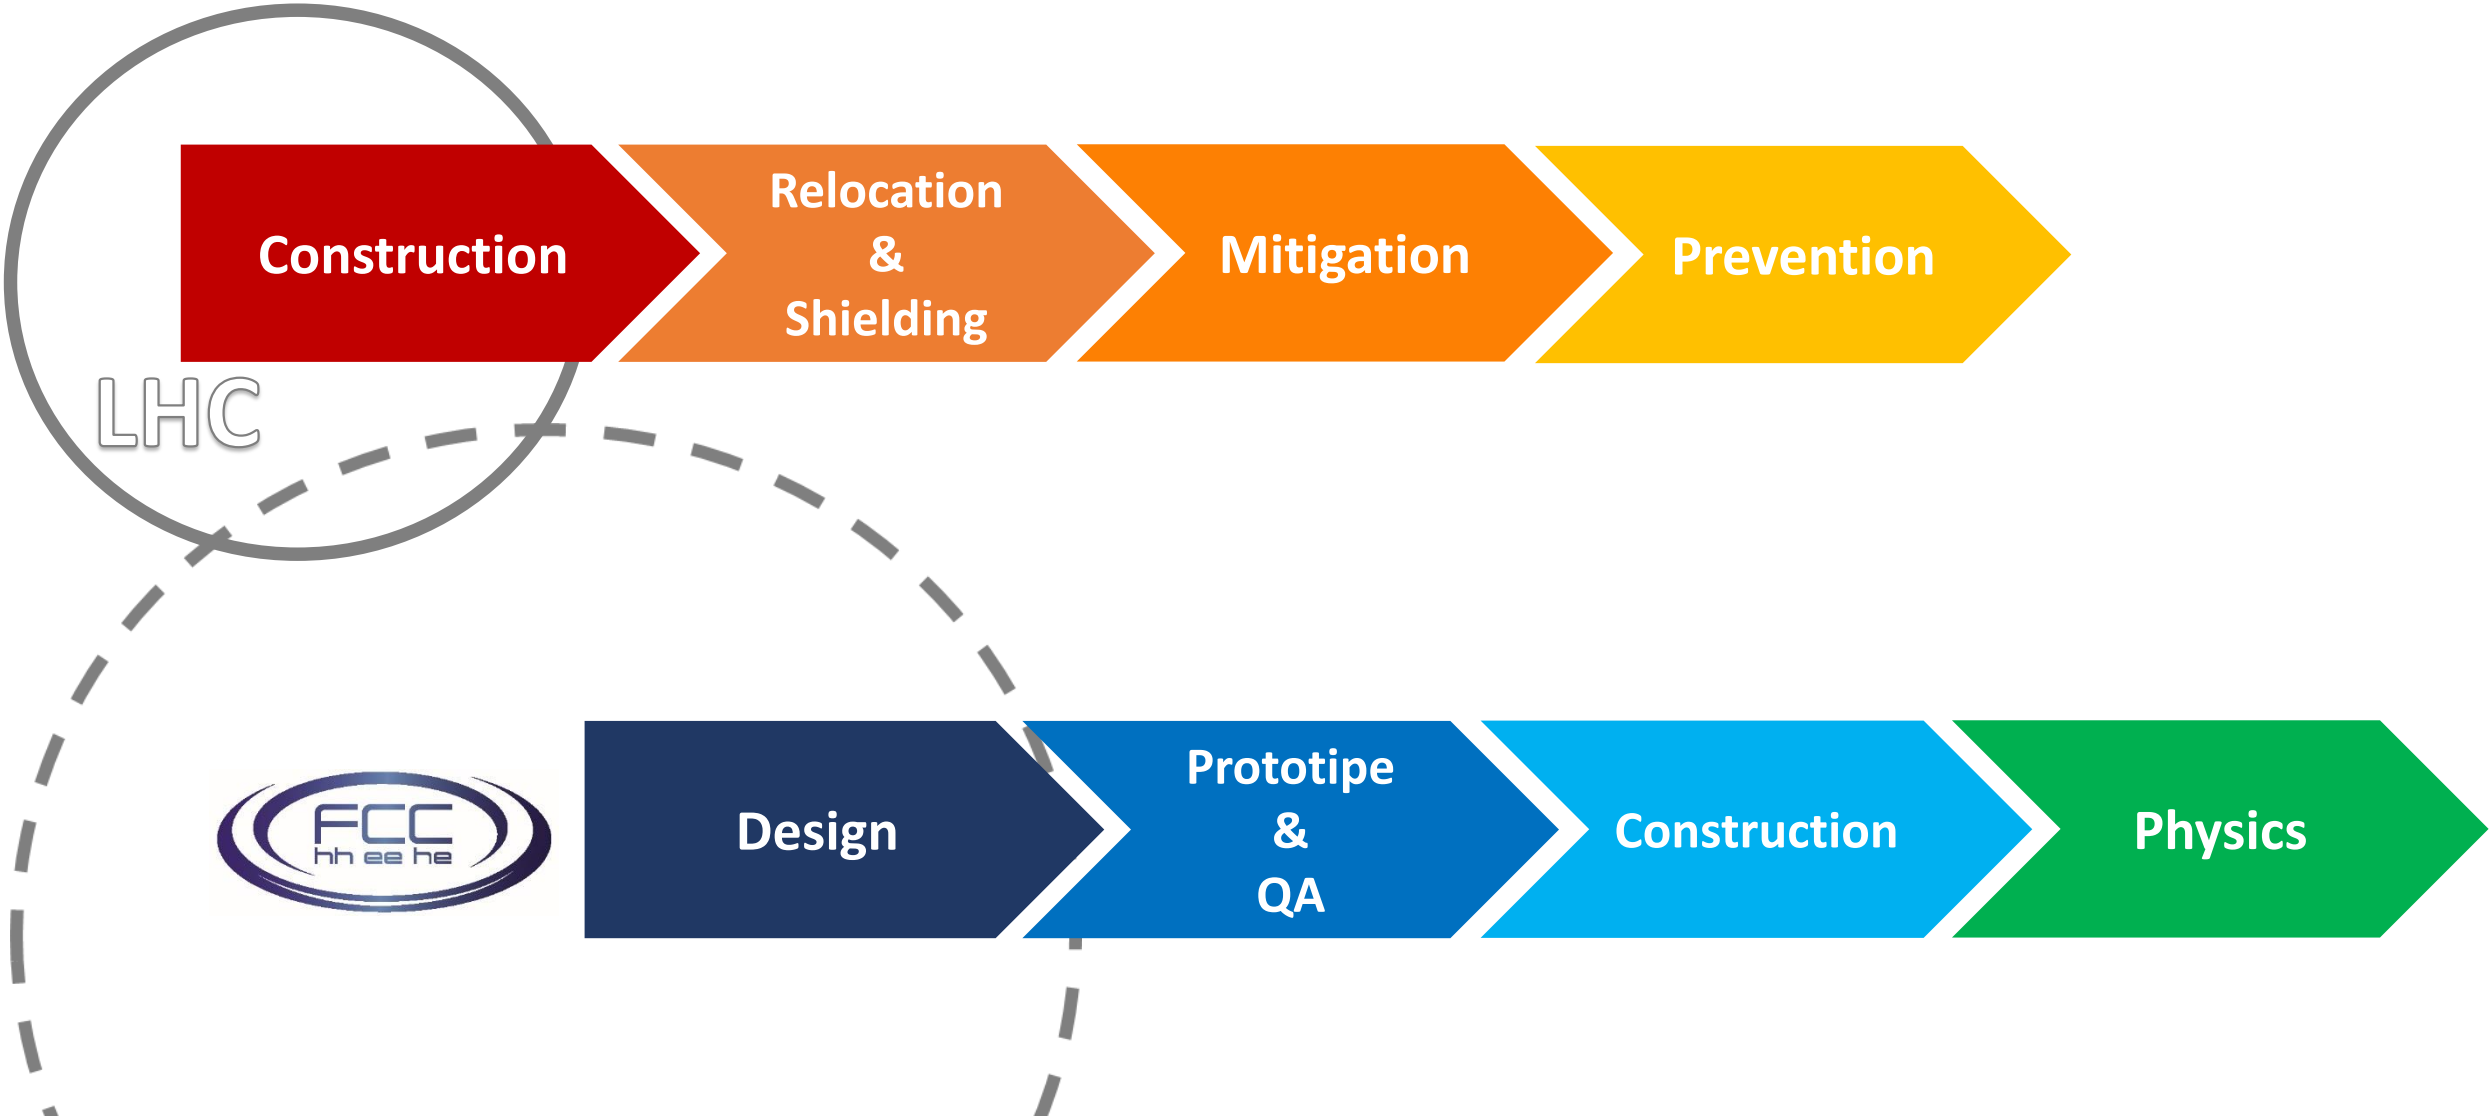 Construction
Relocation
&
Shielding
Mitigation
Prevention
LHC
FCC
hh ee he
Design
Prototipe
&
QA
Construction
Physics